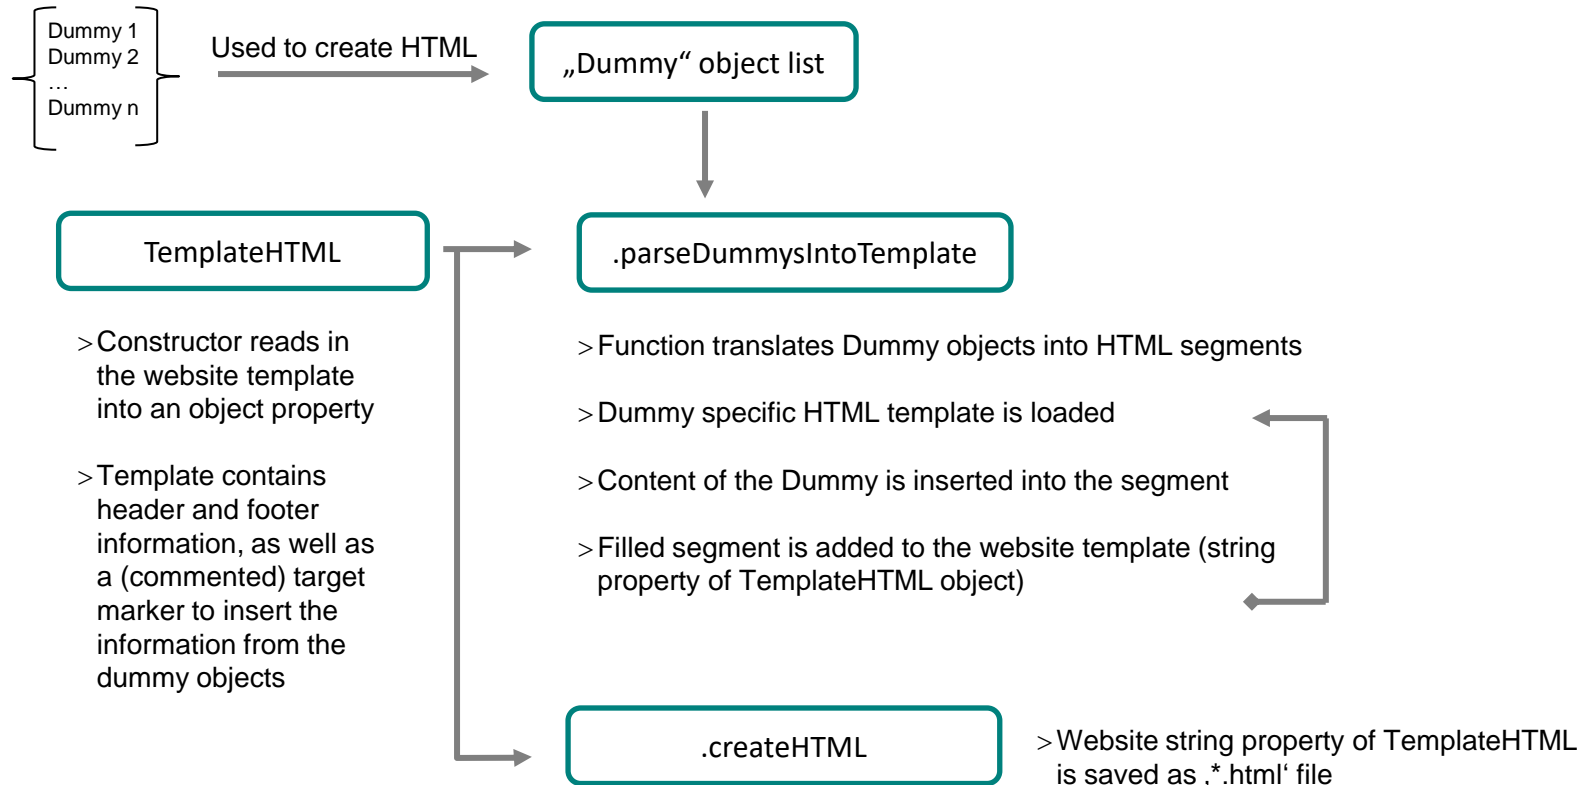 Dummy 1
Dummy 2
…
Dummy n
Used to create HTML
„Dummy“ object list
TemplateHTML
.parseDummysIntoTemplate
>Constructor reads in
the website template
into an object property
>Template contains
header and footer
information, as well as
a (commented) target
marker to insert the
information from the
dummy objects
>Function translates Dummy objects into HTML segments
>Dummy specific HTML template is loaded
>Content of the Dummy is inserted into the segment
>Filled segment is added to the website template (string
property of TemplateHTML object)
.createHTML
>Website string property of TemplateHTML
is saved as ‚*.html‘ file